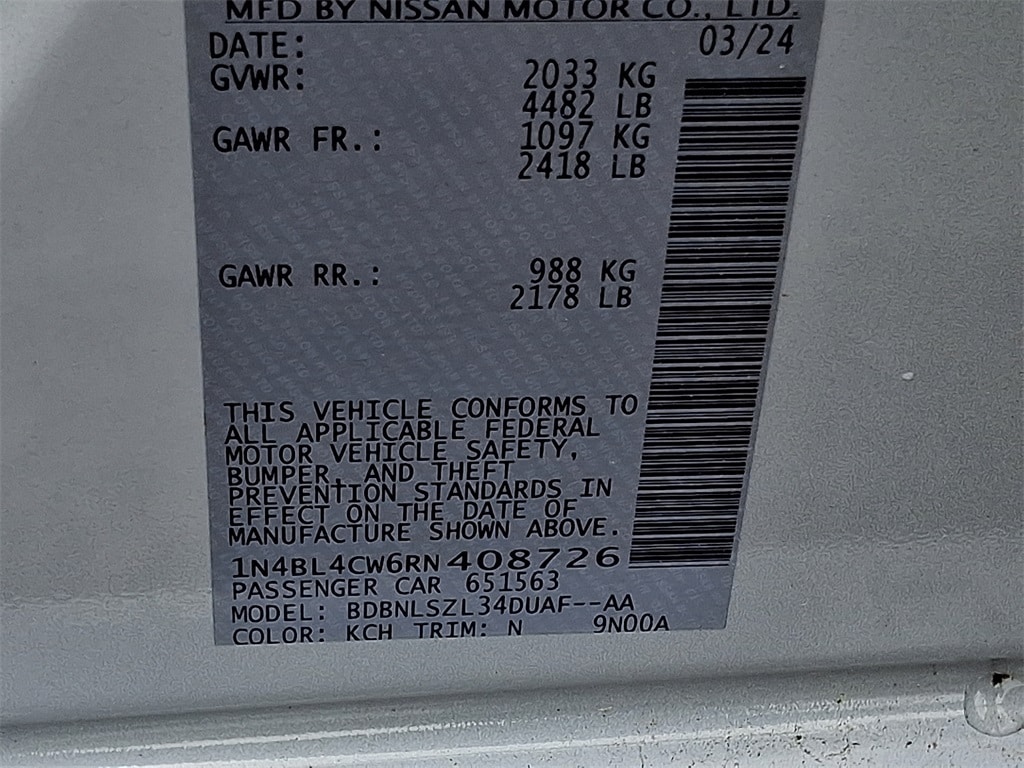 MFD BY NISSAN MOTOR CO., LTD.
DATE: 03/24
GVWR: 2033 KG
4482 LB
GAWR FR.: 1097 KG
2418 LB
GAWR RR.: 988 KG
2178 LB
THIS VEHICLE CONFORMS TO
ALL APPLICABLE FEDERAL
MOTOR VEHICLE SAFETY,
BUMPER, AND THEFT
PREVENTION STANDARDS IN
EFFECT ON THE DATE OF
MANUFACTURE SHOWN ABOVE.
1N4BL4CW6RN408726
PASSENGER CAR 651563
MODEL: BDBNLSZL34DUAF--AA
COLOR: KCH TRIM: N 9N00A